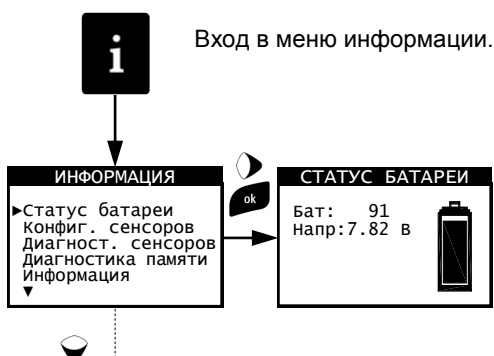 i
Вход в меню информации.
ИНФОРМАЦИЯ
►Статус батареи
Конфиг. сенсоров
Диагност. сенсоров
Диагностика памяти
Информация
▼
ok
СТАТУС БАТАРЕИ
Бат: 91
Напр:7.82 В